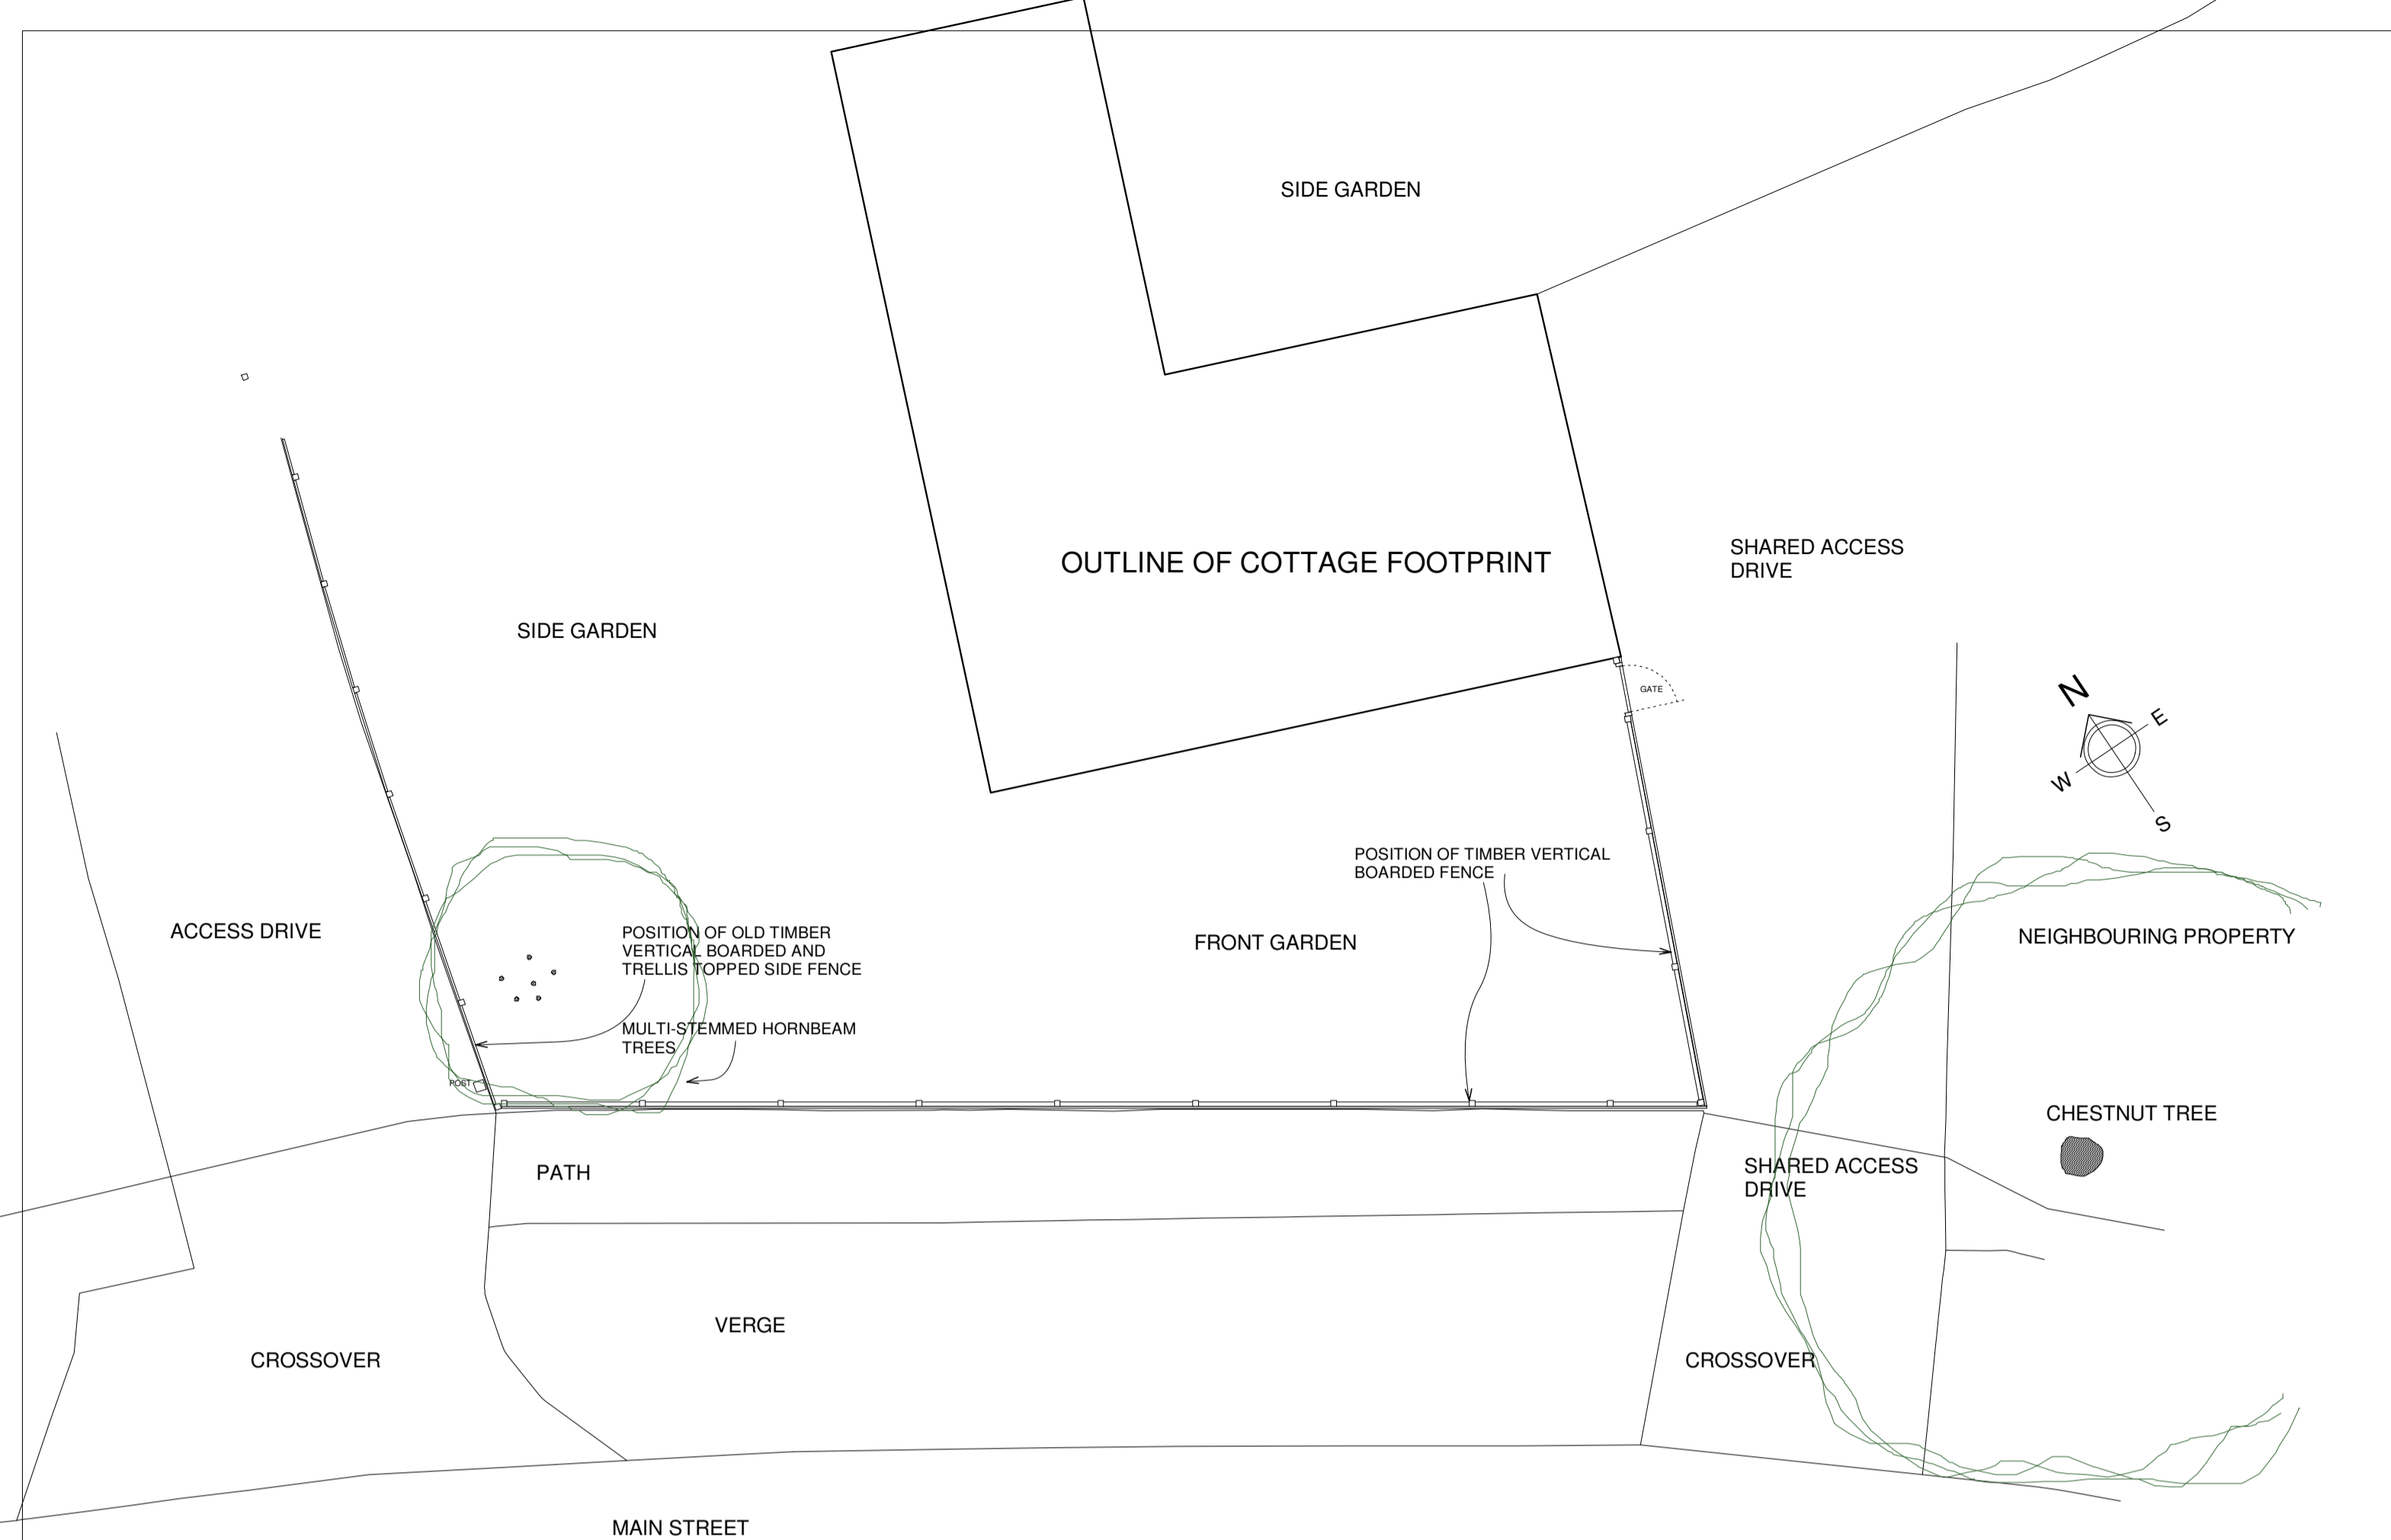 SIDE GARDEN
OUTLINE OF COTTAGE FOOTPRINT
SHARED ACCESS
DRIVE
SIDE GARDEN
GATE
N
E
W
S
POSITION OF TIMBER VERTICAL
BOARDED FENCE
ACCESS DRIVE
POSITION OF OLD TIMBER
VERTICAL BOARDED AND
TRELLIS TOPPED SIDE FENCE
FRONT GARDEN
NEIGHBOURING PROPERTY
MULTI-STEMMED HORNBEAM
TREES
POST
CHESTNUT TREE
PATH
SHARED ACCESS
DRIVE
VERGE
CROSSOVER
CROSSOVER
MAIN STREET